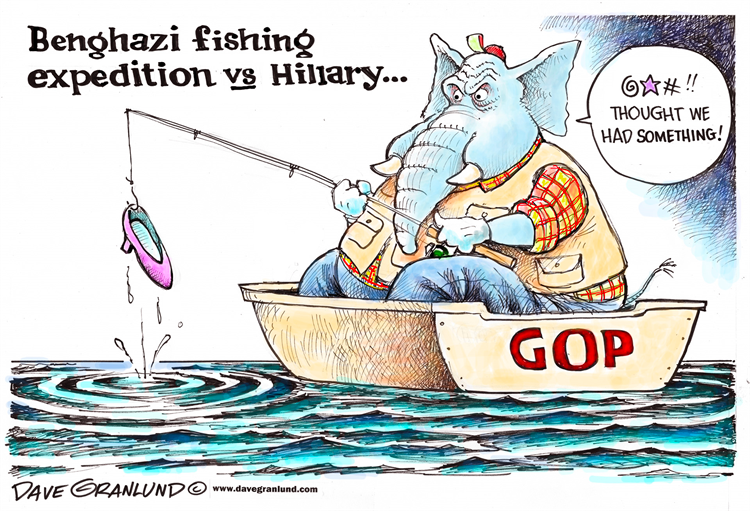 Benghazi fishing
expedition vs Hillary...
@☆#!!
THOUGHT WE
HAD SOMETHING!
GOP
DAVE GRANLUND © www.davegranlund.com